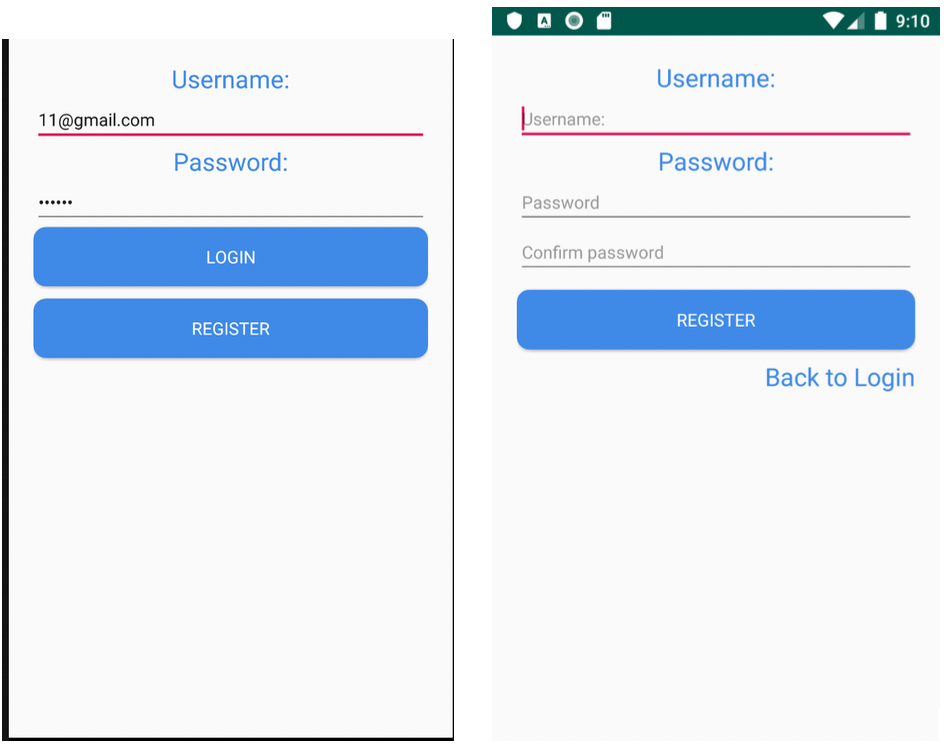 Username:
11@gmail.com
Password:
••••••
LOGIN
REGISTER
9:10
Username:
Username:
Password:
Password
Confirm password
REGISTER
Back to Login